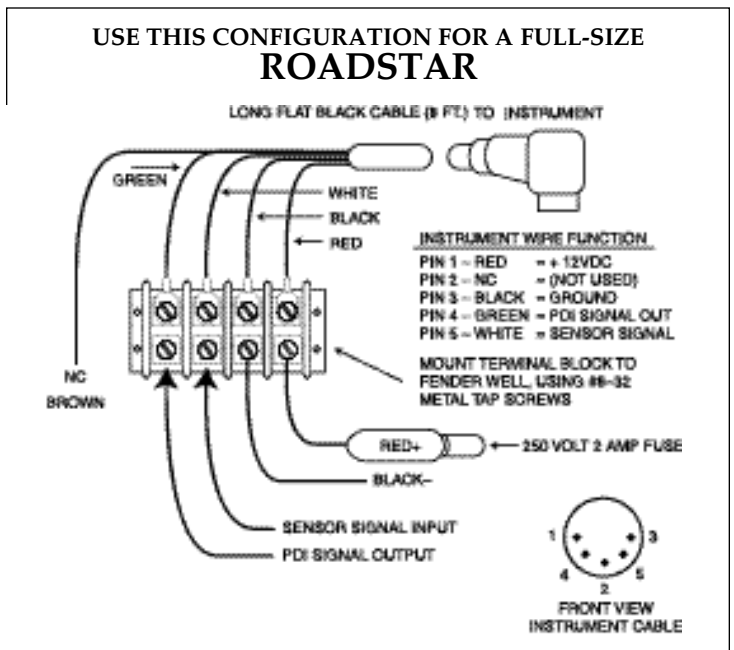 USE THIS CONFIGURATION FOR A FULL-SIZE
ROADSTAR
LONG FLAT BLACK CABLE (8 FT.) TO INSTRUMENT
GREEN
WHITE
BLACK
RED
INSTRUMENT WIRE FUNCTION
PIN 1 – RED = + 12VDC
PIN 2 – NC = (NOT USED)
PIN 3 – BLACK = GROUND
PIN 4 – GREEN = PDI SIGNAL OUT
PIN 5 – WHITE = SENSOR SIGNAL
MOUNT TERMINAL BLOCK TO
FENDER WELL, USING #8-32
METAL TAP SCREWS
NC
BROWN
RED+
250 VOLT 2 AMP FUSE
BLACK–
SENSOR SIGNAL INPUT
PDI SIGNAL OUTPUT
1
3
4
5
2
FRONT VIEW
INSTRUMENT CABLE